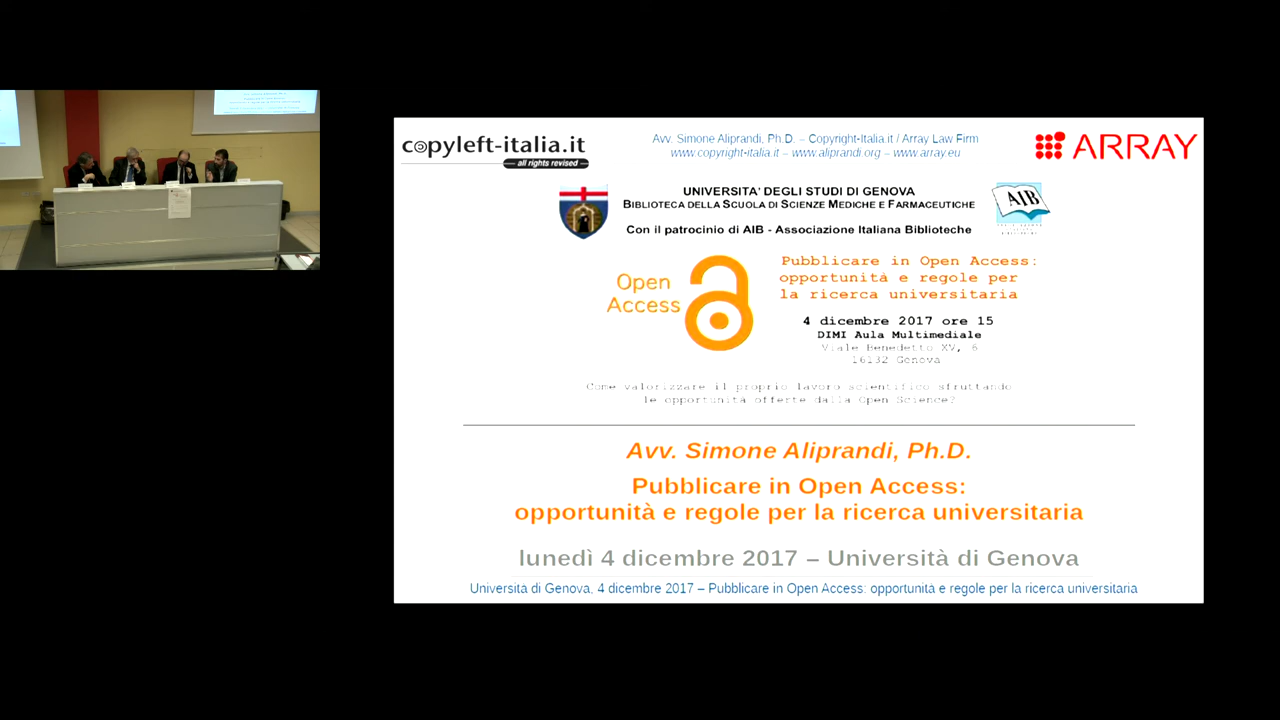 copyleft-italia.it
all rights revised
Avv. Simone Aliprandi, Ph.D. – Copyright-Italia.it / Array Law Firm
www.copyright-italia.it – www.aliprandi.org – www.array.eu
ARRAY
UNIVERSITA' DEGLI STUDI DI GENOVA
BIBLIOTECA DELLA SCUOLA DI SCIENZE MEDICHE E FARMACEUTICHE
Con il patrocinio di AIB - Associazione Italiana Biblioteche
AIB
Open
Access
Pubblicare in Open Access:
opportunità e regole per
la ricerca universitaria
4 dicembre 2017 ore 15
DIMI Aula Multimediale
Viale Benedetto XV, 6
16132 Genova
Come valorizzare il proprio lavoro scientifico sfruttando
le opportunità offerte dalla Open Science?
Avv. Simone Aliprandi, Ph.D.
Pubblicare in Open Access:
opportunità e regole per la ricerca universitaria
lunedì 4 dicembre 2017 – Università di Genova
Università di Genova, 4 dicembre 2017 – Pubblicare in Open Access: opportunità e regole per la ricerca universitaria